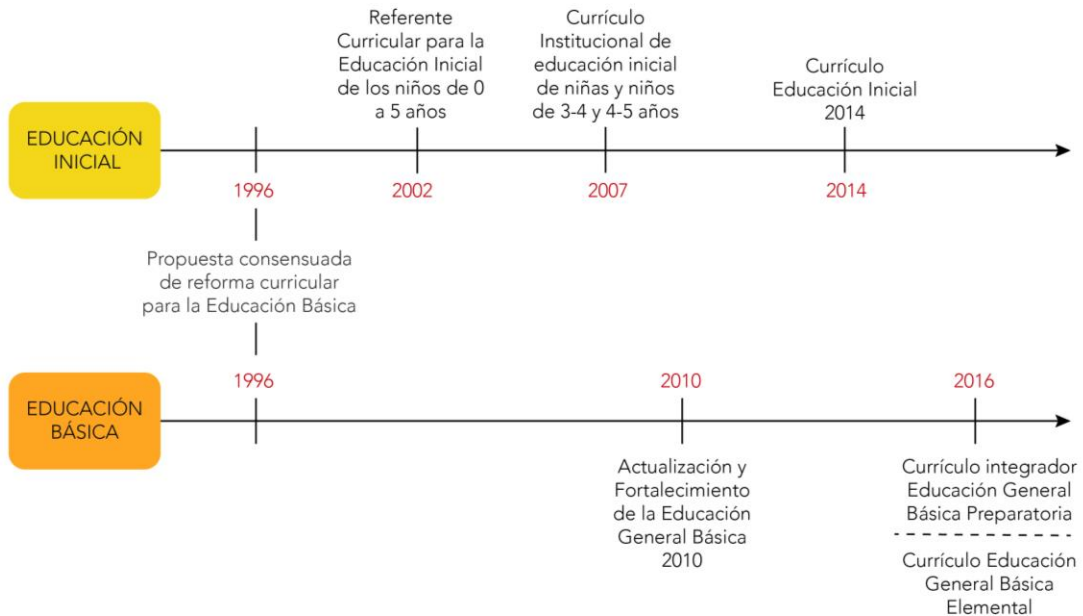 Referente
Curricular para la
Educación Inicial
de los niños de 0
a 5 años
Currículo
Institucional de
educación inicial
de niñas y niños
de 3-4 y 4-5 años
Currículo
Educación Inicial
2014
EDUCACIÓN
INICIAL
1996
2002
2007
2014
Propuesta consensuada
de reforma curricular
para la Educación Básica
EDUCACIÓN
BÁSICA
1996
2010
2016
Actualización y
Fortalecimiento
de la Educación
General Básica
2010
Currículo integrador
Educación General
Básica Preparatoria
Currículo Educación
General Básica
Elemental